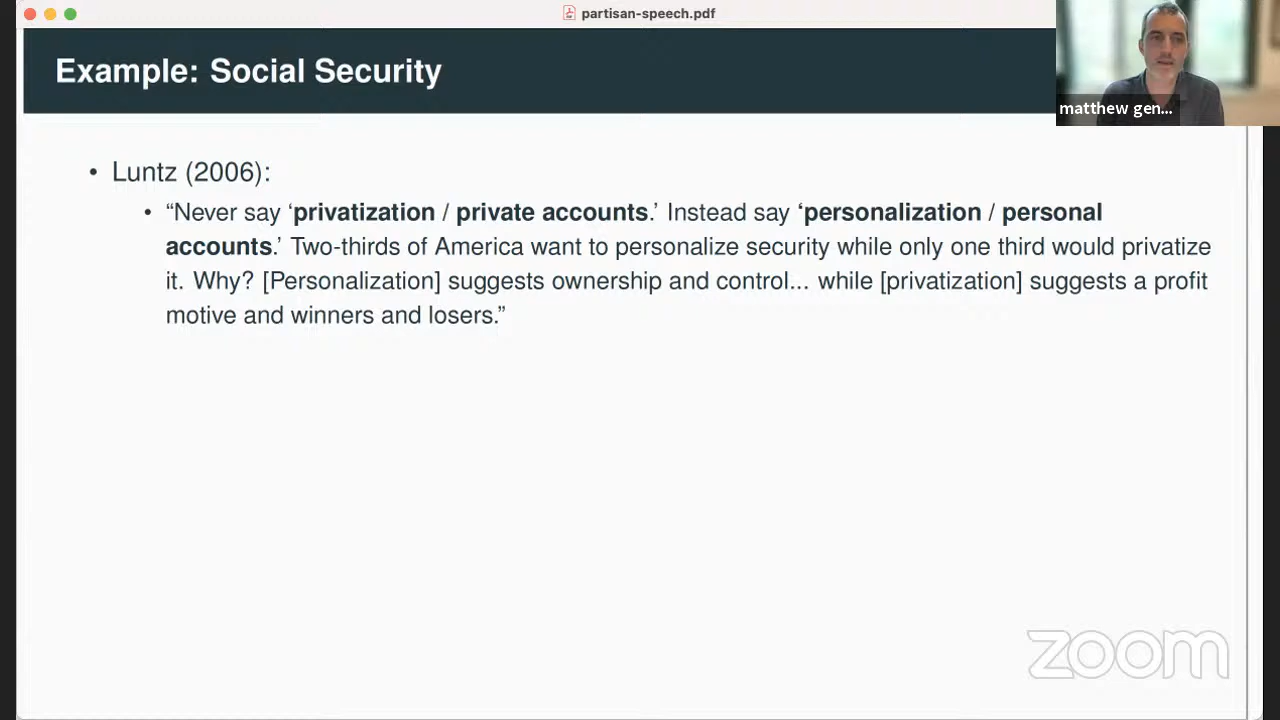 partisan-speech.pdf
Example: Social Security
matthew gen...
• Luntz (2006):
• “Never say ‘privatization / private accounts.’ Instead say ‘personalization / personal
accounts.’ Two-thirds of America want to personalize security while only one third would privatize
it. Why? [Personalization] suggests ownership and control... while [privatization] suggests a profit
motive and winners and losers.”
zoom